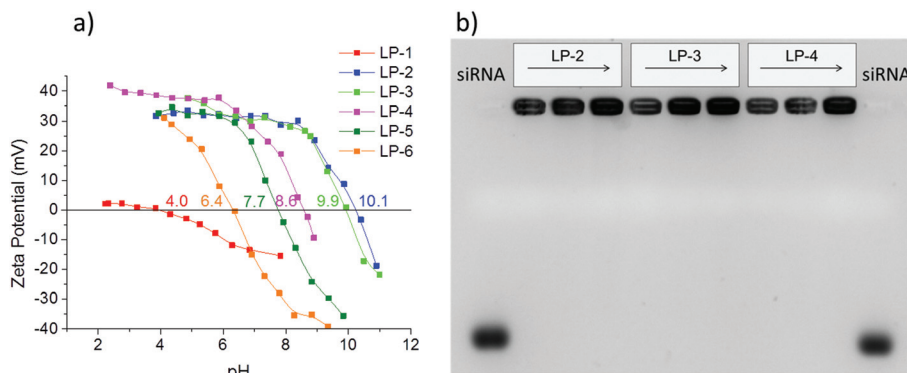 a)
b)
LP-1
LP-2
LP-3
LP-4
LP-5
LP-6
50
40
30
20
10
0
-10
-20
-30
-40
Zeta Potential (mV)
4.0 6.4 7.7 8.6 9.9 10.1
2 4 6 8 10 12
pH
siRNA LP-2 LP-3 LP-4 siRNA